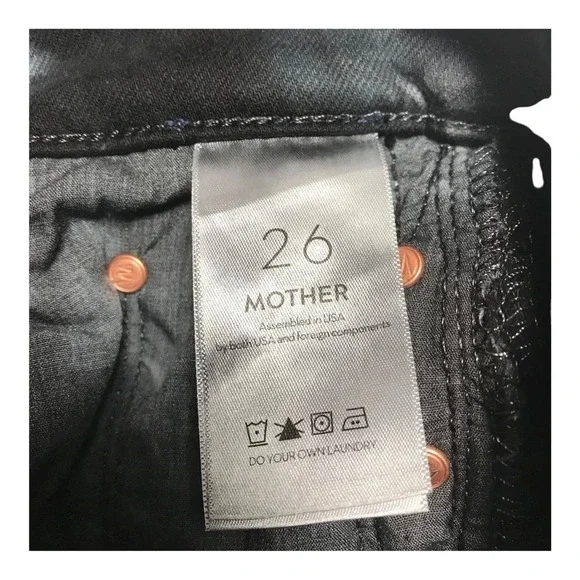 26
MOTHER
Assembled in USA
by both USA and foreign components
DO YOUR OWN LAUNDRY